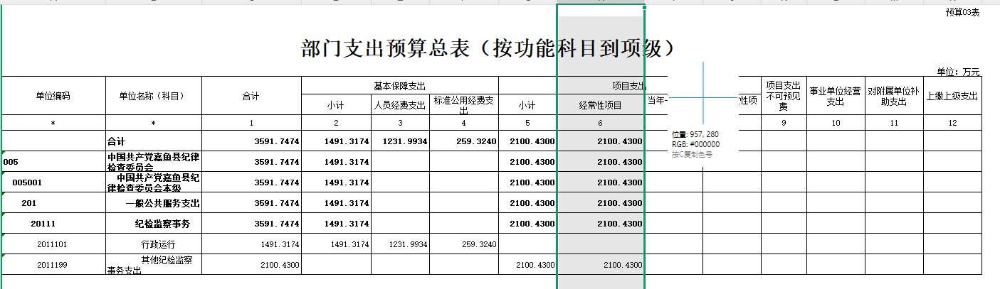 预算03表
部门支出预算总表（按功能科目到项级）
单位：万元
单位编码 单位名称（科目） 合计 基本保障支出 项目支出 项目支出不可预见费 事业单位经营支出 对附属单位补助支出 上缴上级支出
小计 人员经费支出 标准公用经费支出 小计 经常性项目 当年一 性项
* * 1 2 3 4 5 6 9 10 11 12
合计 3591.7474 1491.3174 1231.9934 259.3240 2100.4300 2100.4300
005 中国共产党嘉鱼县纪律检查委员会 3591.7474 1491.3174 2100.4300 2100.4300
005001 中国共产党嘉鱼县纪律检查委员会本级 3591.7474 1491.3174 2100.4300 2100.4300
201 一般公共服务支出 3591.7474 1491.3174 2100.4300 2100.4300
20111 纪检监察事务 3591.7474 1491.3174 2100.4300 2100.4300
2011101 行政运行 1491.3174 1491.3174 1231.9934 259.3240
2011199 其他纪检监察事务支出 2100.4300 2100.4300 2100.4300
位置: 957, 280
RGB: #000000
按C复制色号